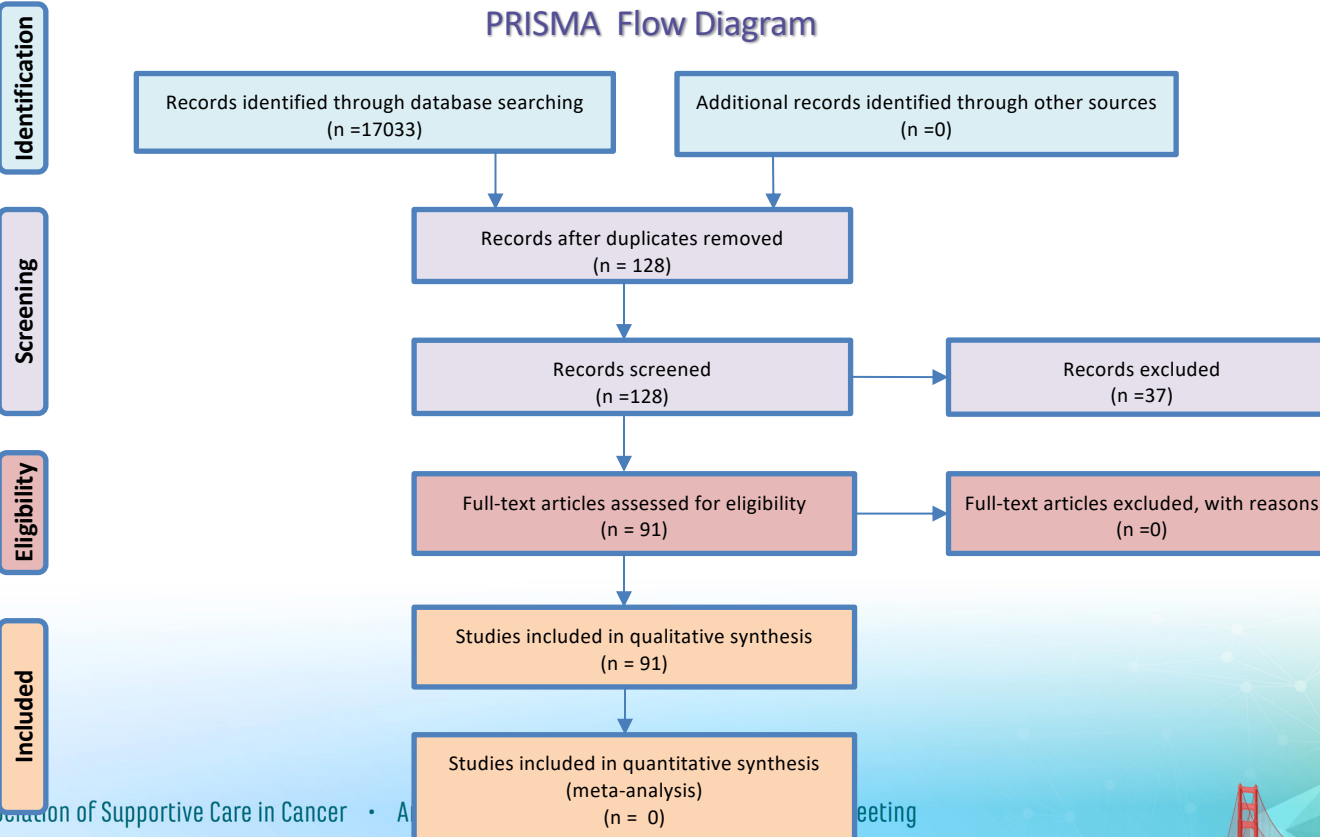 PRISMA Flow Diagram
Identification
Records identified through database searching
(n =17033)
Additional records identified through other sources
(n =0)
Screening
Records after duplicates removed
(n = 128)
Records screened
(n =128)
Records excluded
(n =37)
Eligibility
Full-text articles assessed for eligibility
(n = 91)
Full-text articles excluded, with reasons
(n =0)
Included
Studies included in qualitative synthesis
(n = 91)
Studies included in quantitative synthesis
(meta-analysis)
(n = 0)
of Supportive Care in Cancer •